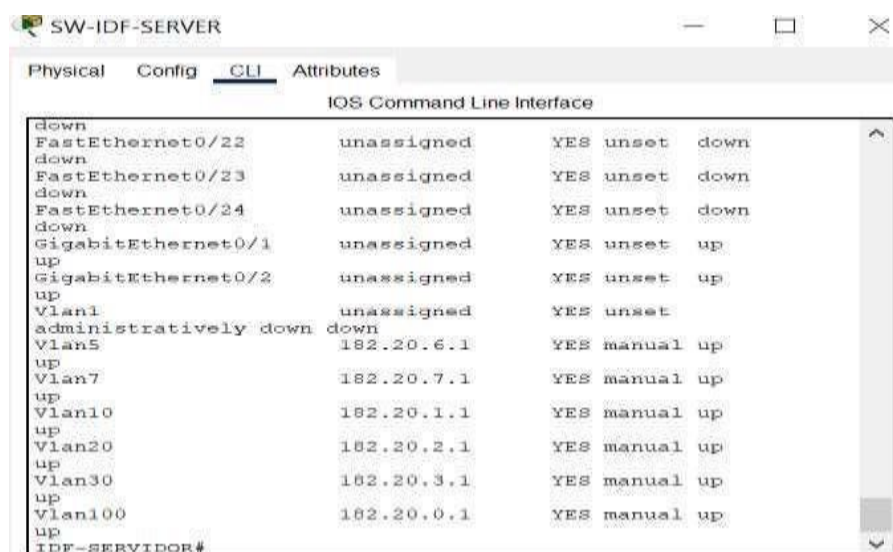 SW-IDF-SERVER
Physical Config CLI Attributes
IOS Command Line Interface
down
FastEthernet0/22 unassigned YES unset down
down
FastEthernet0/23 unassigned YES unset down
down
FastEthernet0/24 unassigned YES unset down
down
GigabitEthernet0/1 unassigned YES unset up
up
GigabitEthernet0/2 unassigned YES unset up
up
Vlan1 unassigned YES unset
administratively down down
Vlan5 182.20.6.1 YES manual up
up
Vlan7 182.20.7.1 YES manual up
up
Vlan10 182.20.1.1 YES manual up
up
Vlan20 182.20.2.1 YES manual up
up
Vlan30 182.20.3.1 YES manual up
up
Vlan100 182.20.0.1 YES manual up
up
IDF-SERVIDOR#